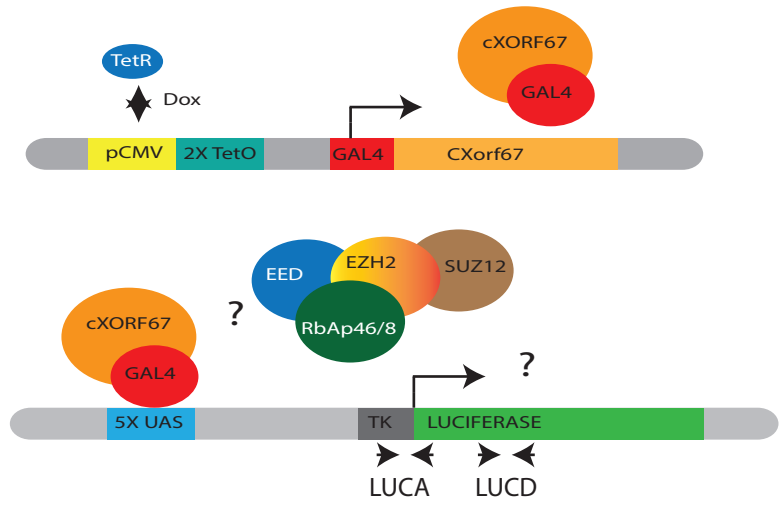 cXORF67
TetR
GAL4
Dox
pCMV
2X TetO
GAL4
CXorf67
EED
EZH2
SUZ12
?
cXORF67
RbAp46/8
GAL4
?
5X UAS
TK
LUCIFERASE
LUCA
LUCD